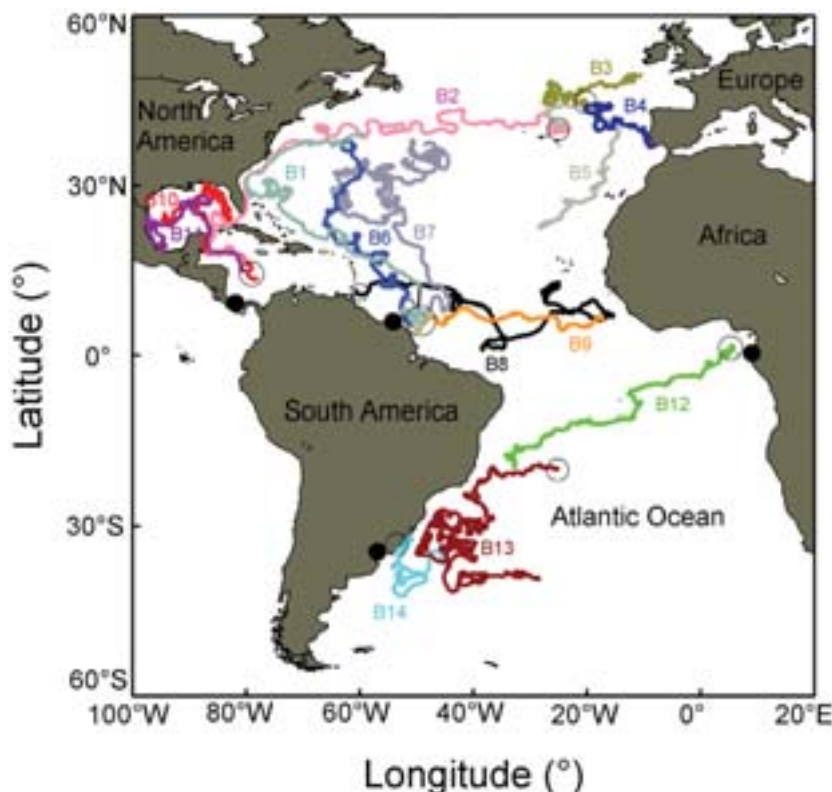 60°N
Europe
B3
North
America
B2
B4
B1
B5
30°N
B10
B11
B6
B7
Africa
Latitude (°)
0°
B8
B9
South America
B12
Atlantic Ocean
30°S
B13
B14
60°S
100°W 80°W 60°W 40°W 20°W 0° 20°E
Longitude (°)